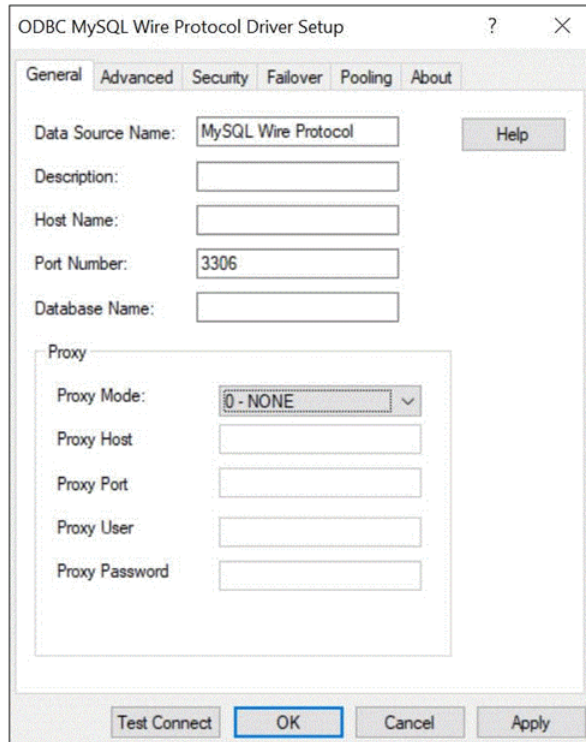 ODBC MySQL Wire Protocol Driver Setup ?
General Advanced Security Failover Pooling About
Data Source Name: MySQL Wire Protocol Help
Description:
Host Name:
Port Number: 3306
Database Name:
Proxy
Proxy Mode: 0 - NONE
Proxy Host
Proxy Port
Proxy User
Proxy Password
Test Connect OK Cancel Apply